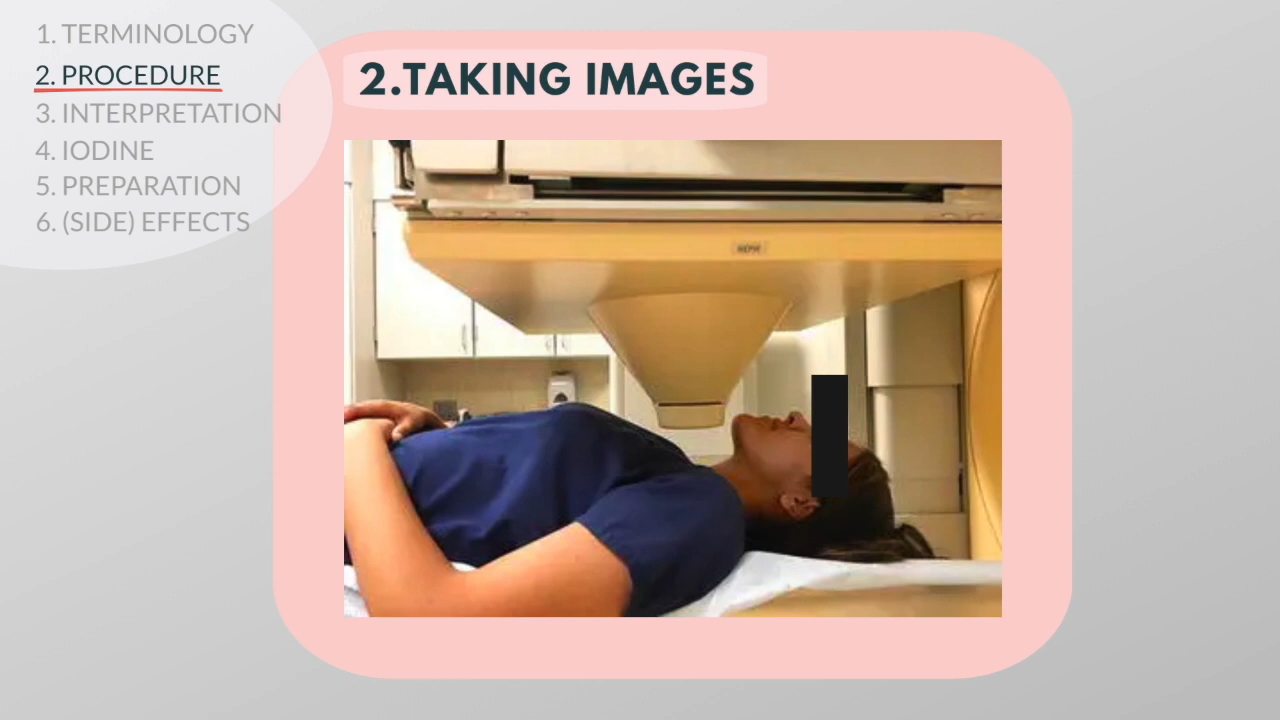 1. TERMINOLOGY
2. PROCEDURE
3. INTERPRETATION
4. IODINE
5. PREPARATION
6. (SIDE) EFFECTS
2.TAKING IMAGES